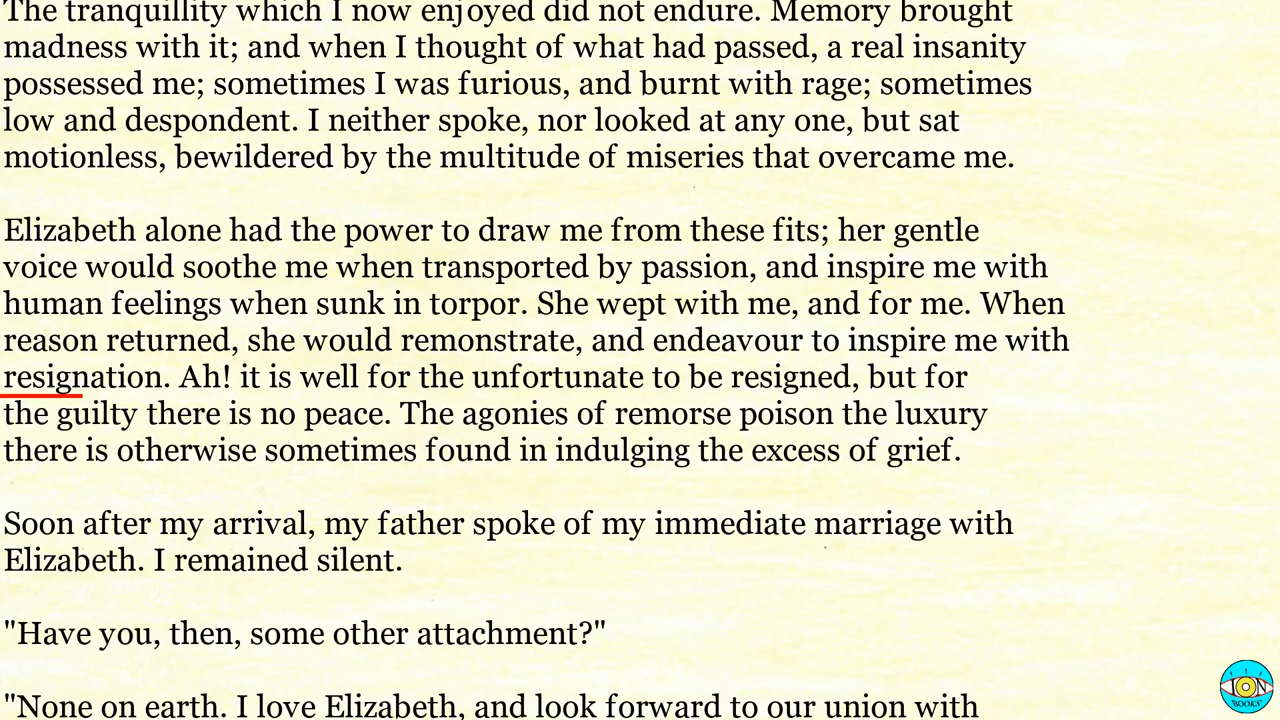 The tranquillity which I now enjoyed did not endure. Memory brought
madness with it; and when I thought of what had passed, a real insanity
possessed me; sometimes I was furious, and burnt with rage; sometimes
low and despondent. I neither spoke, nor looked at any one, but sat
motionless, bewildered by the multitude of miseries that overcame me.
Elizabeth alone had the power to draw me from these fits; her gentle
voice would soothe me when transported by passion, and inspire me with
human feelings when sunk in torpor. She wept with me, and for me. When
reason returned, she would remonstrate, and endeavour to inspire me with
resignation. Ah! it is well for the unfortunate to be resigned, but for
the guilty there is no peace. The agonies of remorse poison the luxury
there is otherwise sometimes found in indulging the excess of grief.
Soon after my arrival, my father spoke of my immediate marriage with
Elizabeth. I remained silent.
"Have you, then, some other attachment?"
"None on earth. I love Elizabeth, and look forward to our union with
ION
BOOKS